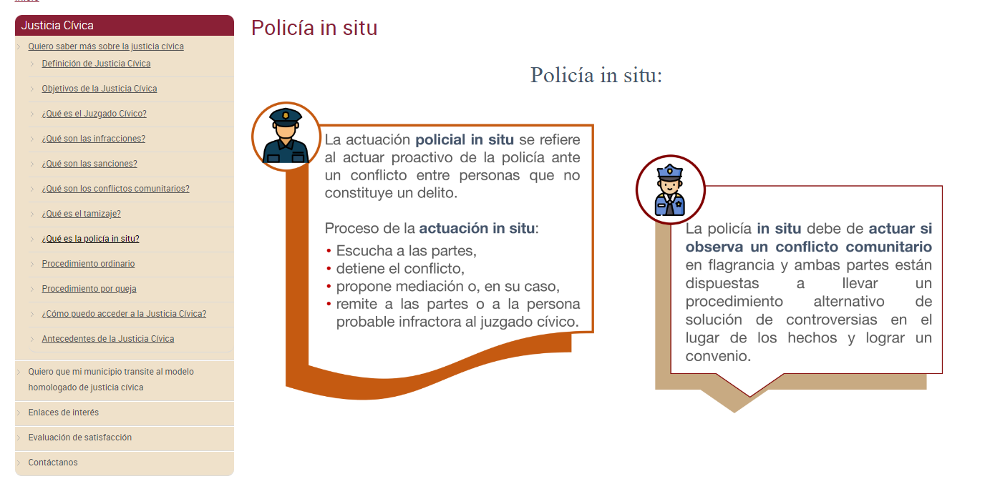 Inicio
Justicia Cívica
Quiero saber más sobre la justicia cívica
Definición de Justicia Cívica
Objetivos de la Justicia Cívica
¿Qué es el Juzgado Cívico?
¿Qué son las infracciones?
¿Qué son las sanciones?
¿Qué son los conflictos comunitarios?
¿Qué es el tamizaje?
¿Qué es la policía in situ?
Procedimiento ordinario
Procedimiento por queja
¿Cómo puedo acceder a la Justicia Cívica?
Antecedentes de la Justicia Cívica
Quiero que mi municipio transite al modelo
homologado de justicia cívica
Enlaces de interés
Evaluación de satisfacción
Contáctanos
Policía in situ
Policía in situ:
La actuación policial in situ se refiere
al actuar proactivo de la policía ante
un conflicto entre personas que no
constituye un delito.
Proceso de la actuación in situ:
• Escucha a las partes,
• detiene el conflicto,
• propone mediación o, en su caso,
• remite a las partes o a la persona
probable infractora al juzgado cívico.
La policía in situ debe de actuar si
observa un conflicto comunitario
en flagrancia y ambas partes están
dispuestas a llevar un
procedimiento alternativo de
solución de controversias en el
lugar de los hechos y lograr un
convenio.